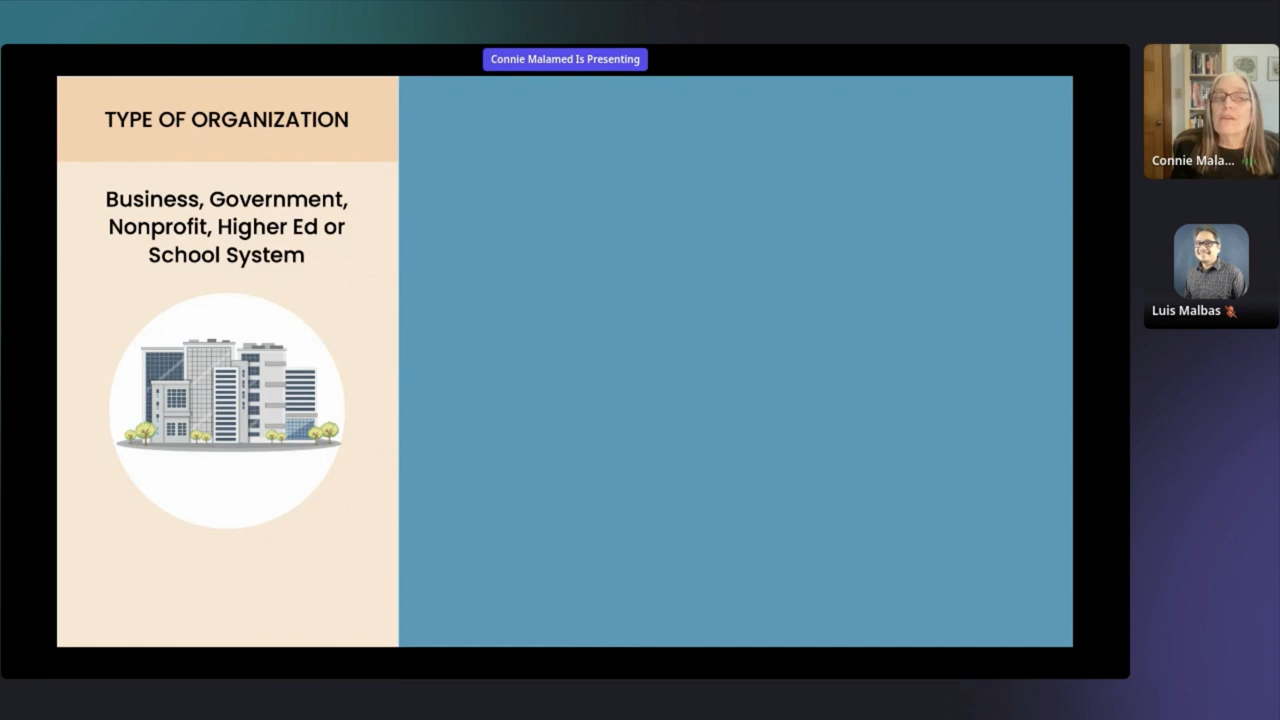 Connie Malamed Is Presenting
TYPE OF ORGANIZATION
Business, Government,
Nonprofit, Higher Ed or
School System
Connie Mala...
Luis Malbas